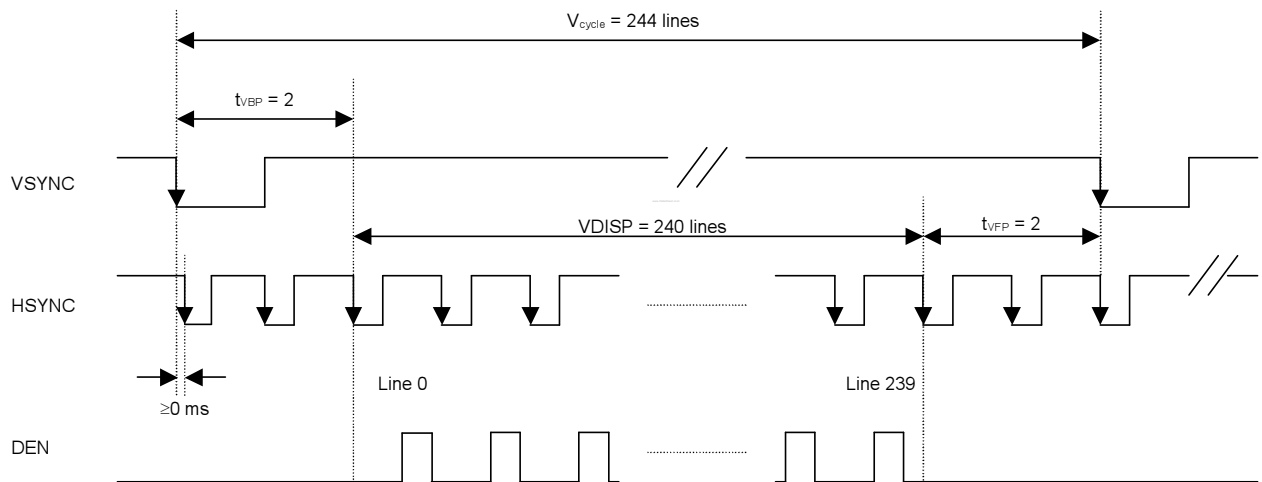 Vcycle = 244 lines
tVBP = 2
VSYNC
VDISP = 240 lines
tVFP = 2
HSYNC
Line 0
Line 239
≥0 ms
DEN